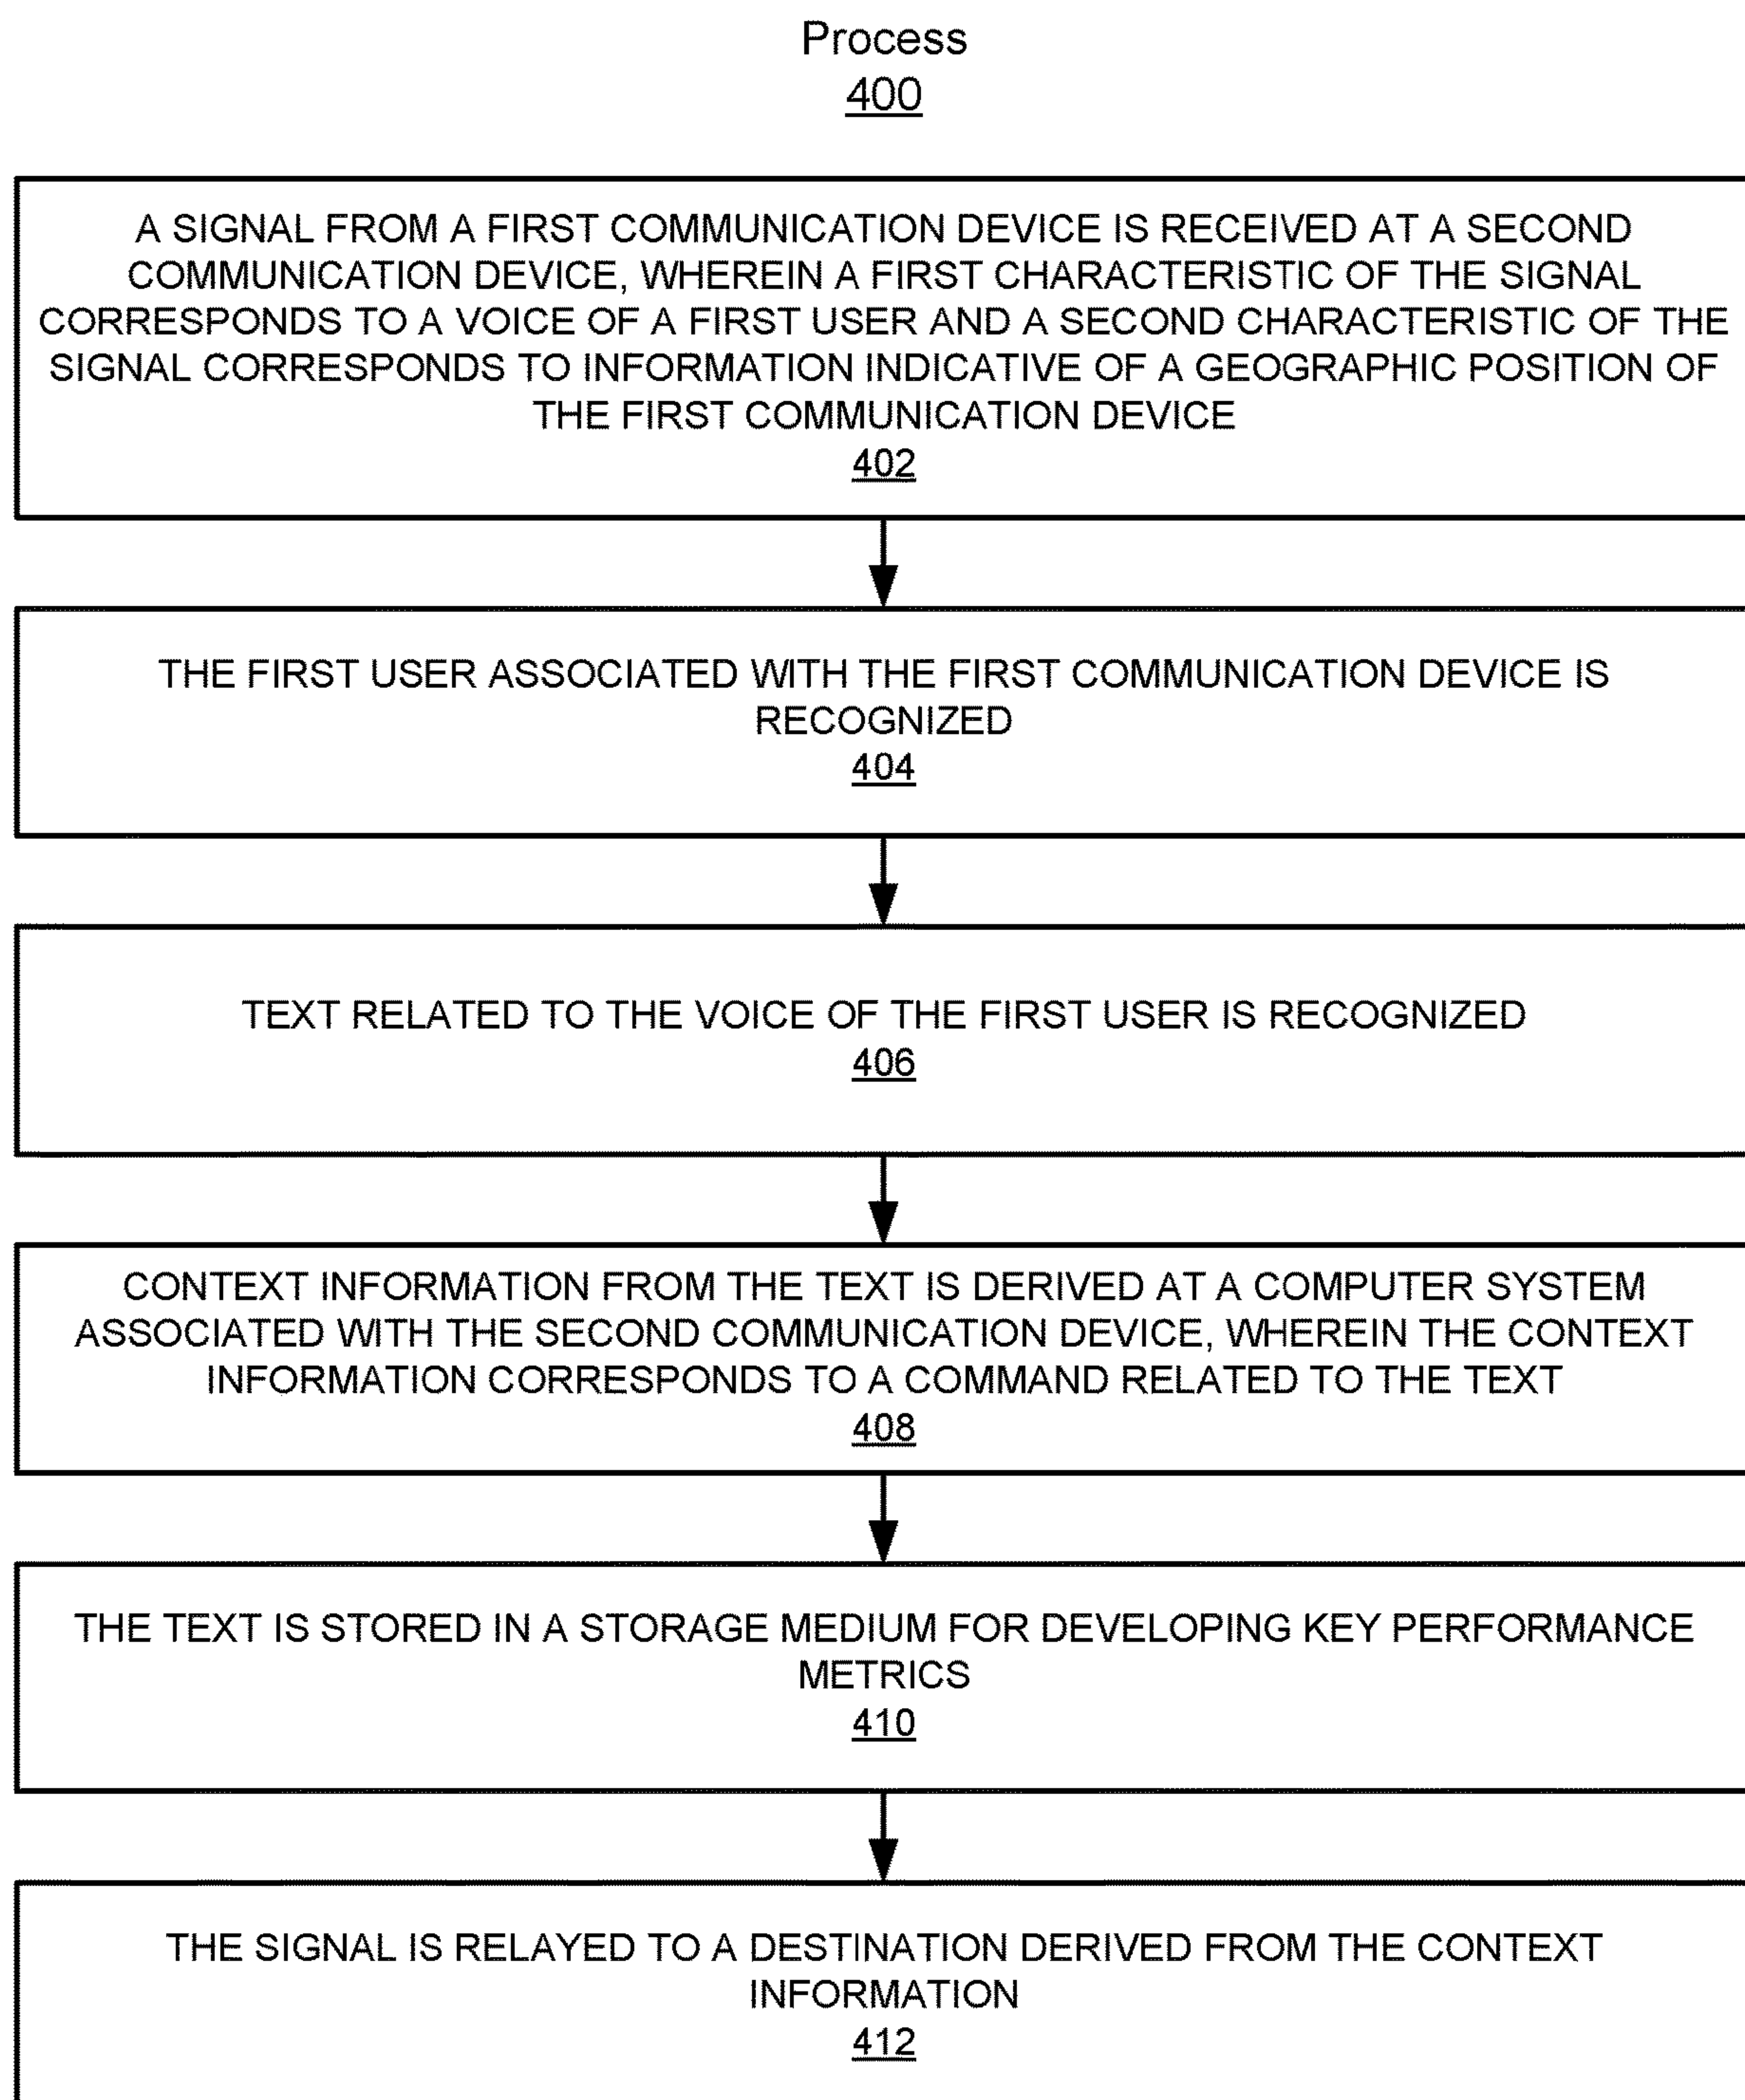 Process
400
A SIGNAL FROM A FIRST COMMUNICATION DEVICE IS RECEIVED AT A SECOND
COMMUNICATION DEVICE, WHEREIN A FIRST CHARACTERISTIC OF THE SIGNAL
CORRESPONDS TO A VOICE OF A FIRST USER AND A SECOND CHARACTERISTIC OF THE
SIGNAL CORRESPONDS TO INFORMATION INDICATIVE OF A GEOGRAPHIC POSITION OF
THE FIRST COMMUNICATION DEVICE
402
THE FIRST USER ASSOCIATED WITH THE FIRST COMMUNICATION DEVICE IS
RECOGNIZED
404
TEXT RELATED TO THE VOICE OF THE FIRST USER IS RECOGNIZED
406
CONTEXT INFORMATION FROM THE TEXT IS DERIVED AT A COMPUTER SYSTEM
ASSOCIATED WITH THE SECOND COMMUNICATION DEVICE, WHEREIN THE CONTEXT
INFORMATION CORRESPONDS TO A COMMAND RELATED TO THE TEXT
408
THE TEXT IS STORED IN A STORAGE MEDIUM FOR DEVELOPING KEY PERFORMANCE
METRICS
410
THE SIGNAL IS RELAYED TO A DESTINATION DERIVED FROM THE CONTEXT
INFORMATION
412